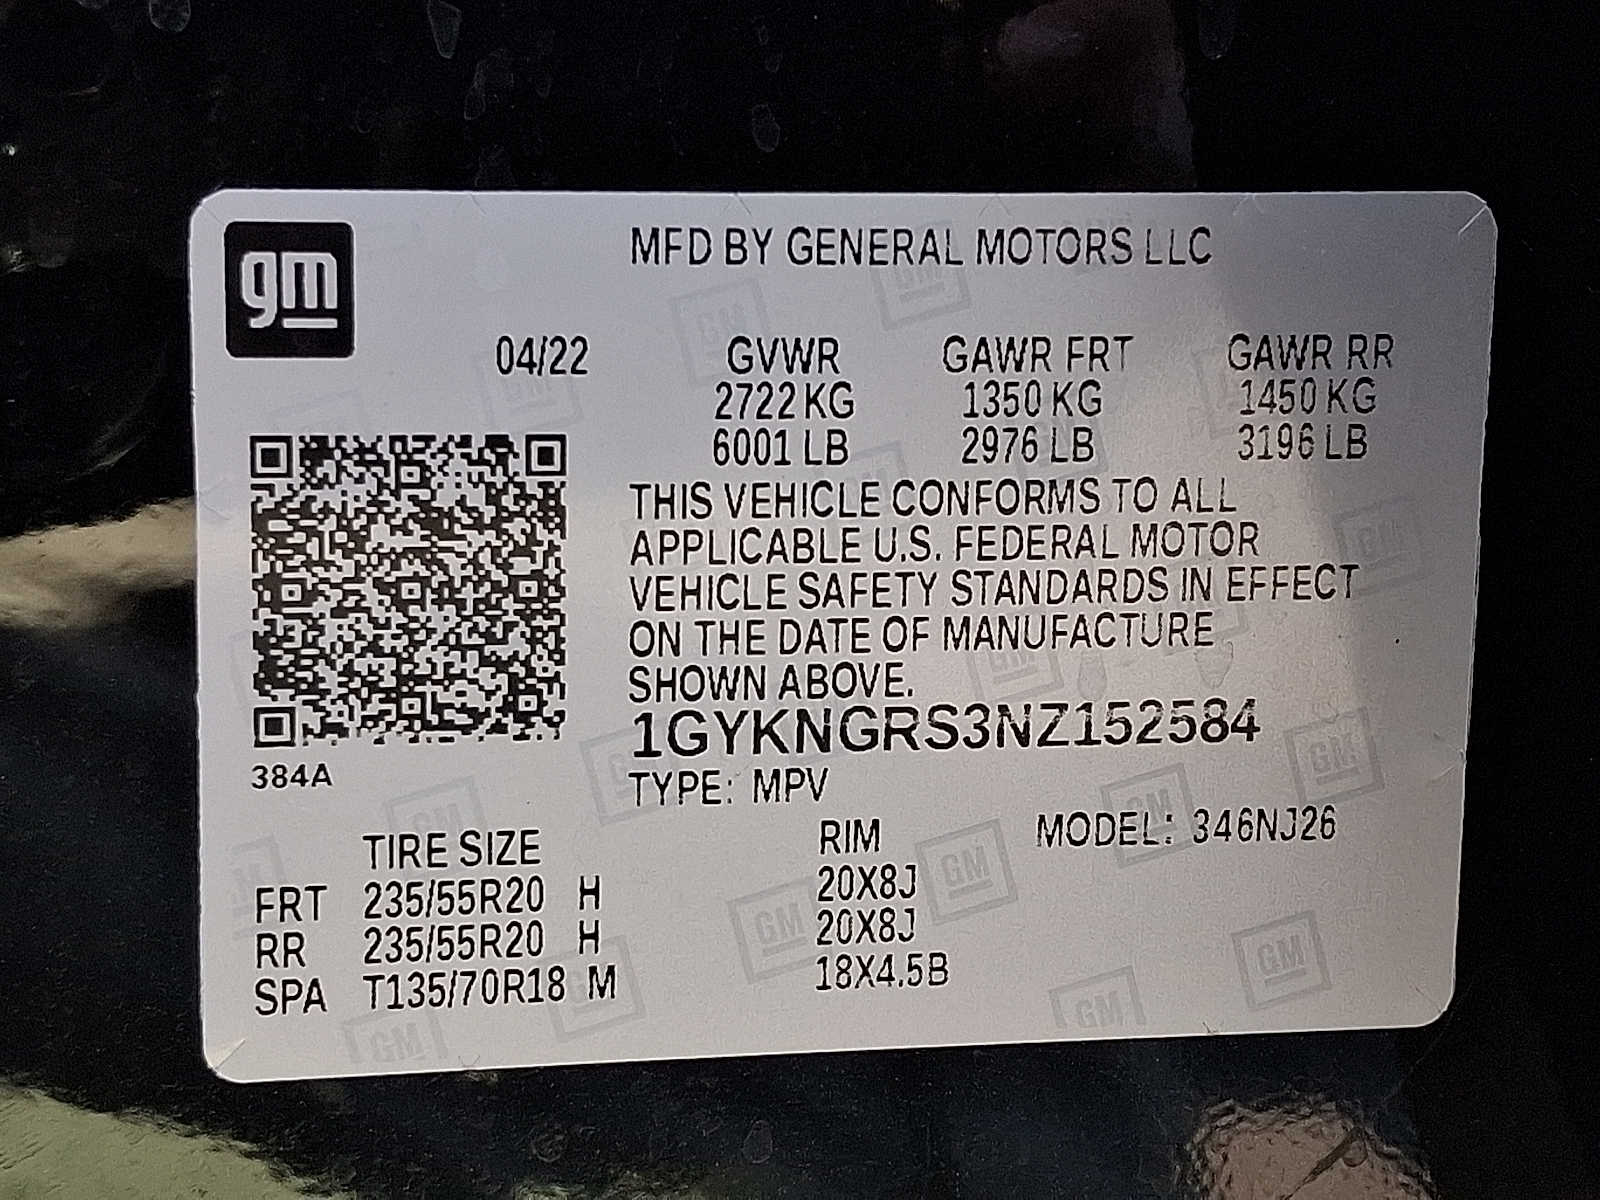 gm
MFD BY GENERAL MOTORS LLC
04/22 GVWR GAWR FRT GAWR RR
2722 KG 1350 KG 1450 KG
6001 LB 2976 LB 3196 LB
THIS VEHICLE CONFORMS TO ALL
APPLICABLE U.S. FEDERAL MOTOR
VEHICLE SAFETY STANDARDS IN EFFECT
ON THE DATE OF MANUFACTURE
SHOWN ABOVE.
1GYKNGRS3NZ152584
384A
TYPE: MPV
MODEL: 346NJ26
TIRE SIZE RIM
FRT 235/55R20 H 20X8J
RR 235/55R20 H 20X8J
SPA T135/70R18 M 18X4.5B